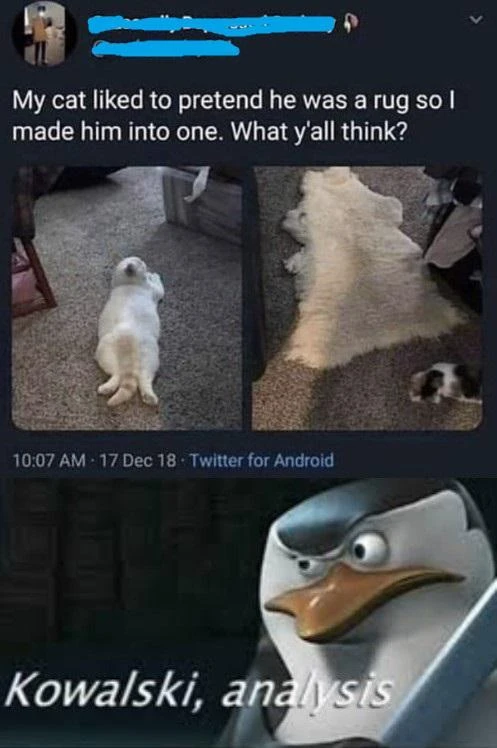 My cat liked to pretend he was a rug so I
made him into one. What y'all think?
10:07 AM · 17 Dec 18 · Twitter for Android
Kowalski, analysis